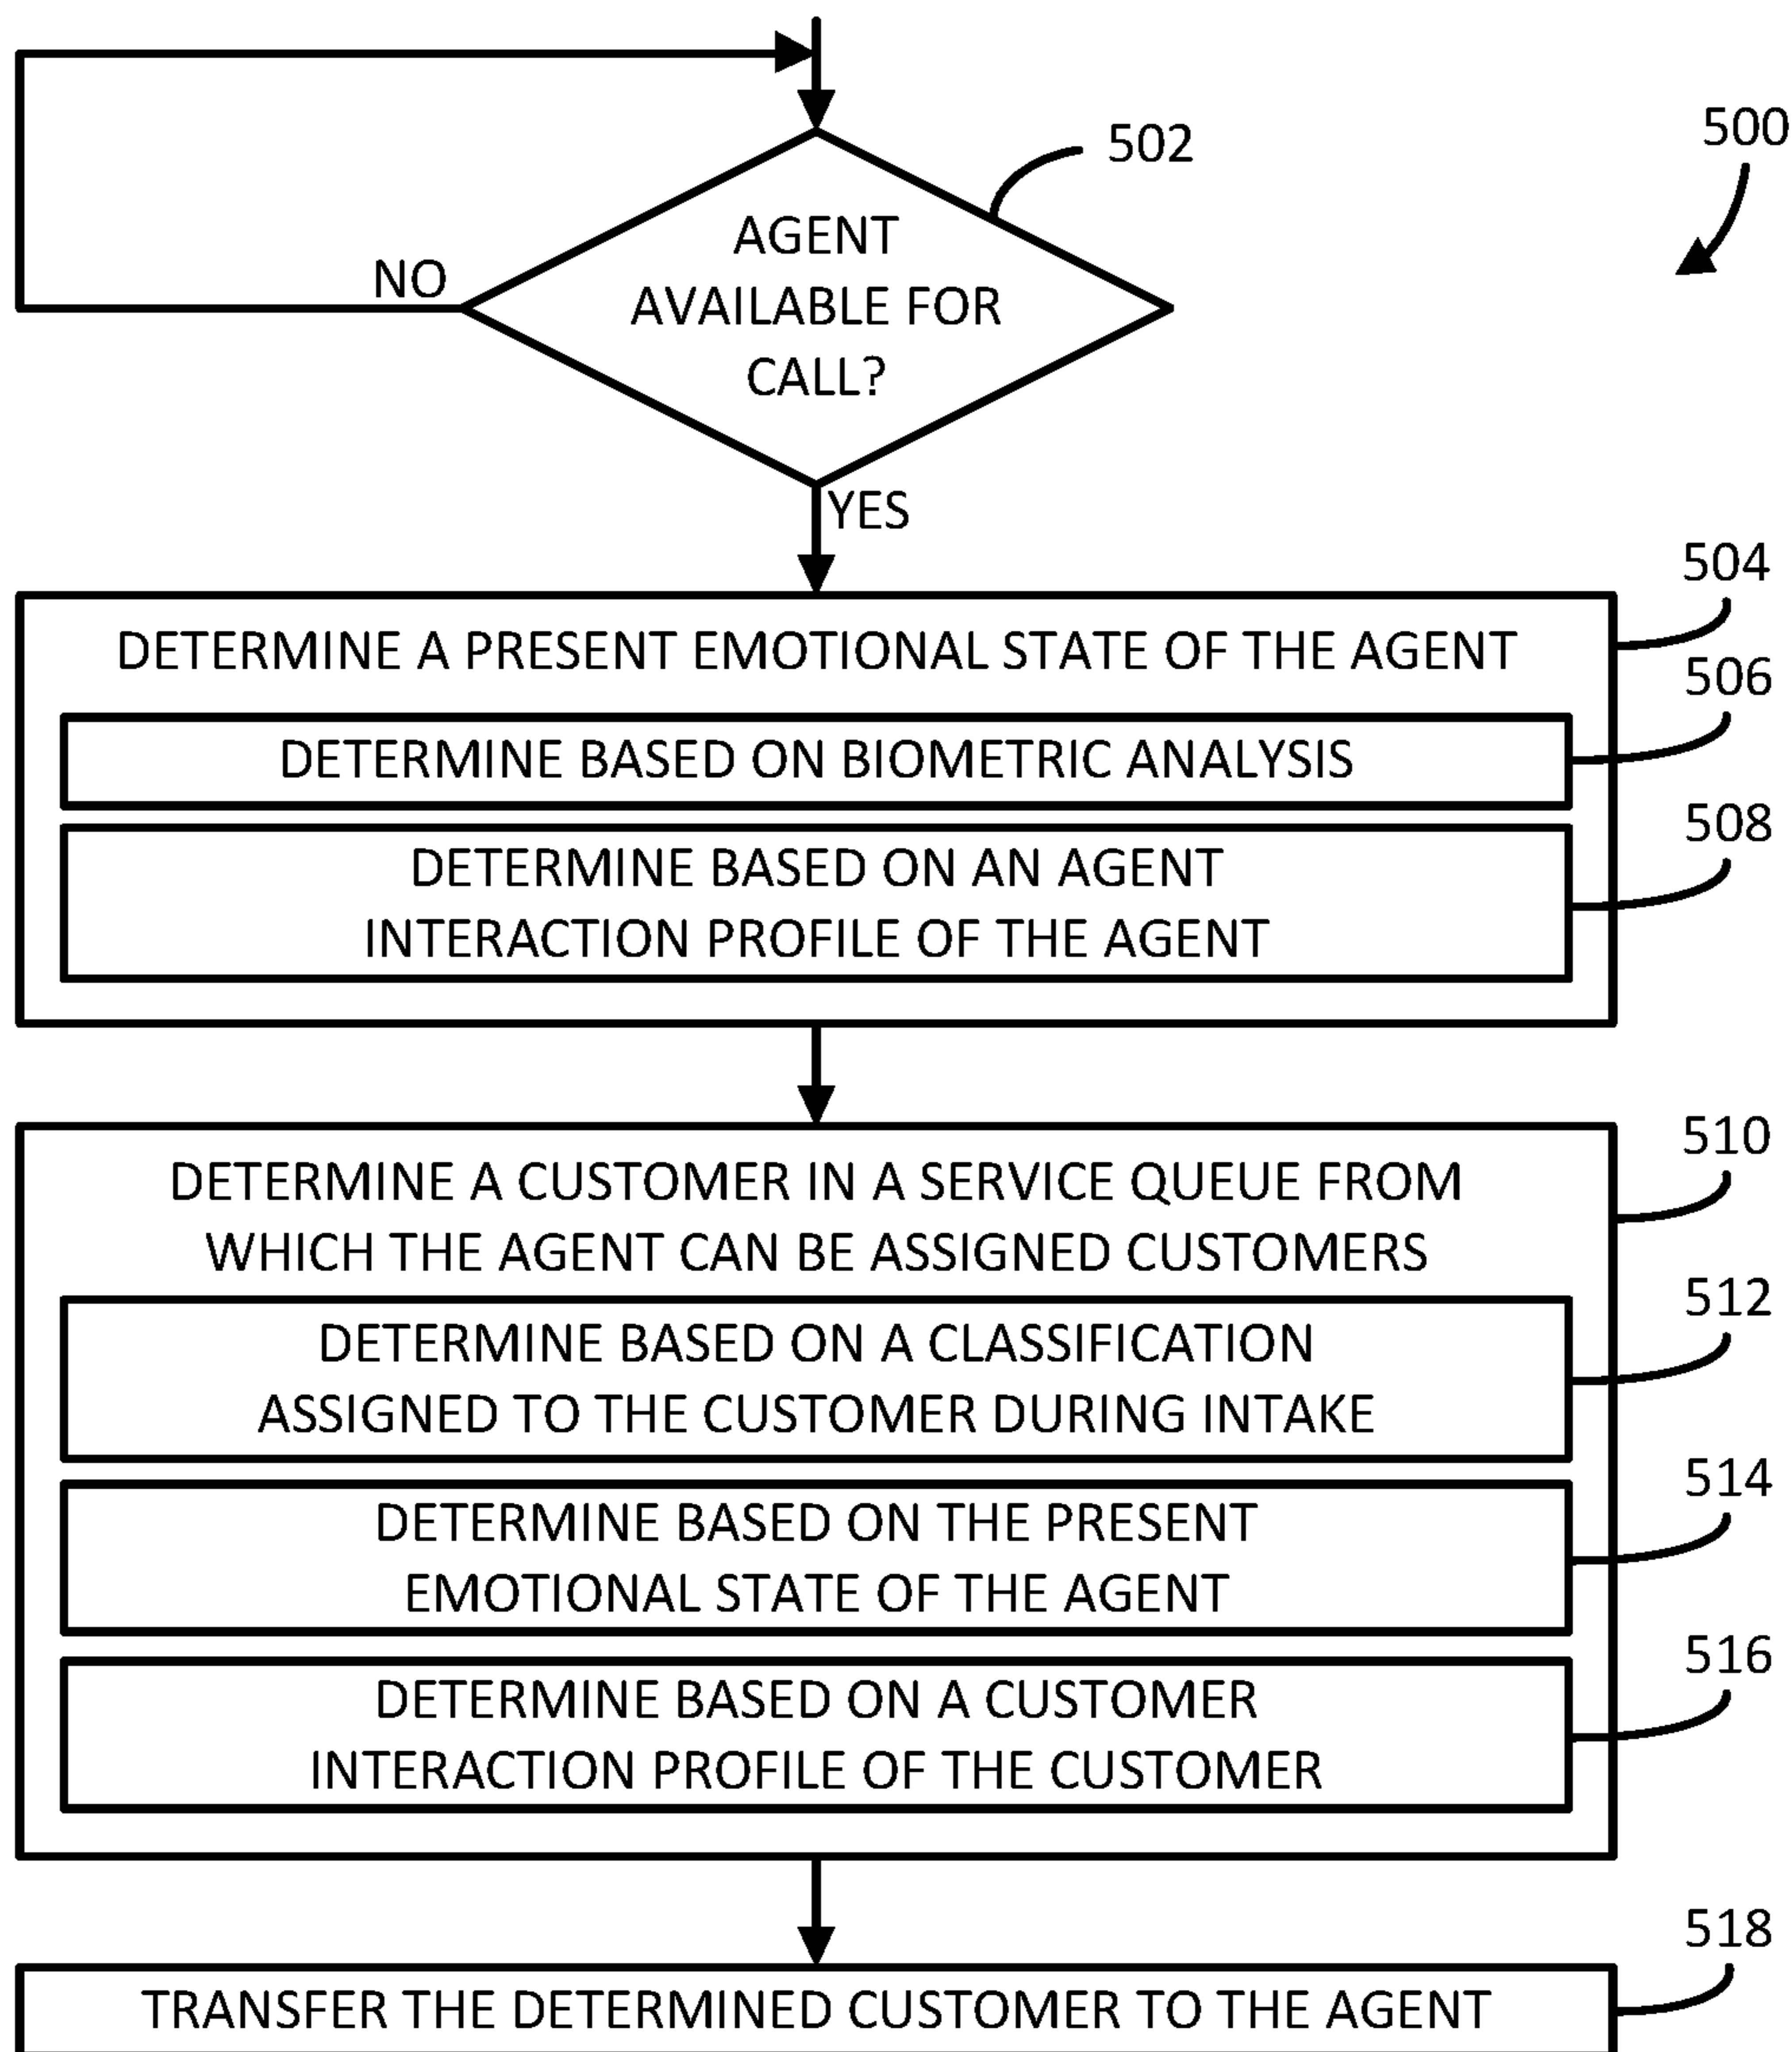 502
500
AGENT
AVAILABLE FOR
CALL?
NO
YES
504
DETERMINE A PRESENT EMOTIONAL STATE OF THE AGENT
506
DETERMINE BASED ON BIOMETRIC ANALYSIS
508
DETERMINE BASED ON AN AGENT
INTERACTION PROFILE OF THE AGENT
510
DETERMINE A CUSTOMER IN A SERVICE QUEUE FROM
WHICH THE AGENT CAN BE ASSIGNED CUSTOMERS
512
DETERMINE BASED ON A CLASSIFICATION
ASSIGNED TO THE CUSTOMER DURING INTAKE
514
DETERMINE BASED ON THE PRESENT
EMOTIONAL STATE OF THE AGENT
516
DETERMINE BASED ON A CUSTOMER
INTERACTION PROFILE OF THE CUSTOMER
518
TRANSFER THE DETERMINED CUSTOMER TO THE AGENT